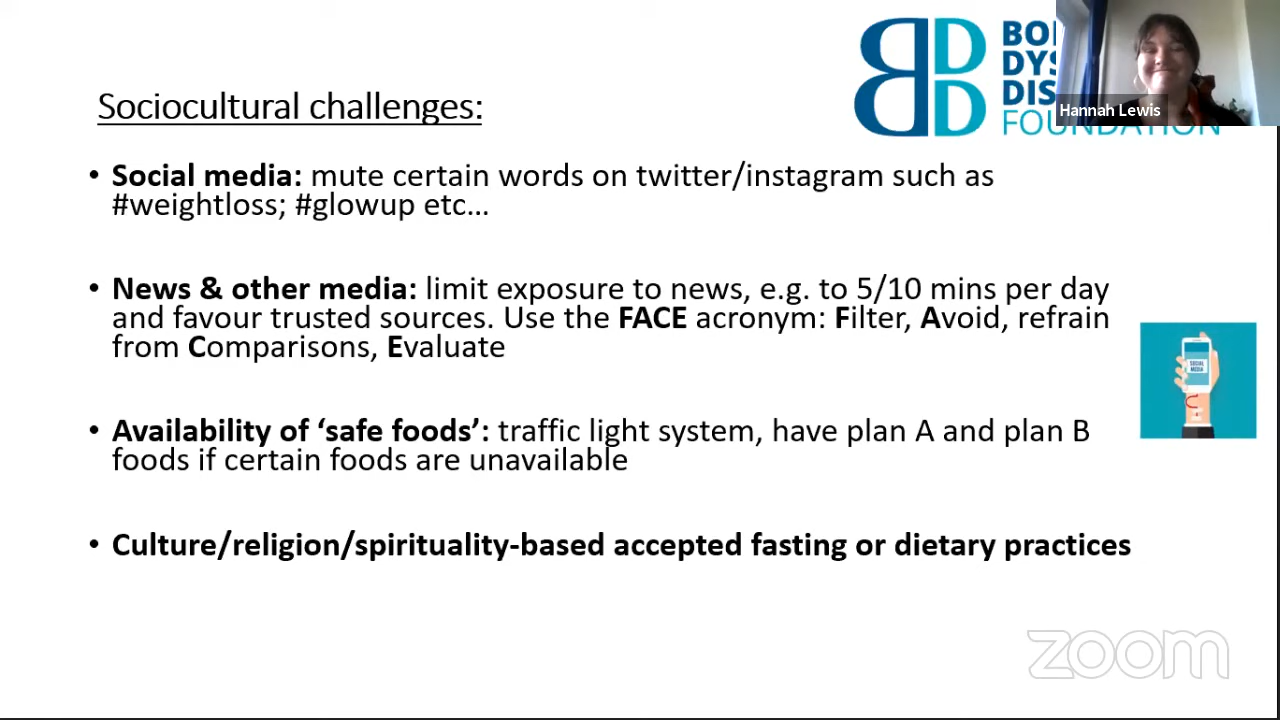 BO
DYS
DIS
FOUNDATION
Hannah Lewis
Sociocultural challenges:
• Social media: mute certain words on twitter/instagram such as
#weightloss; #glowup etc…
• News & other media: limit exposure to news, e.g. to 5/10 mins per day
and favour trusted sources. Use the FACE acronym: Filter, Avoid, refrain
from Comparisons, Evaluate
SOCIAL
MEDIA
• Availability of ‘safe foods’: traffic light system, have plan A and plan B
foods if certain foods are unavailable
• Culture/religion/spirituality-based accepted fasting or dietary practices
zoom